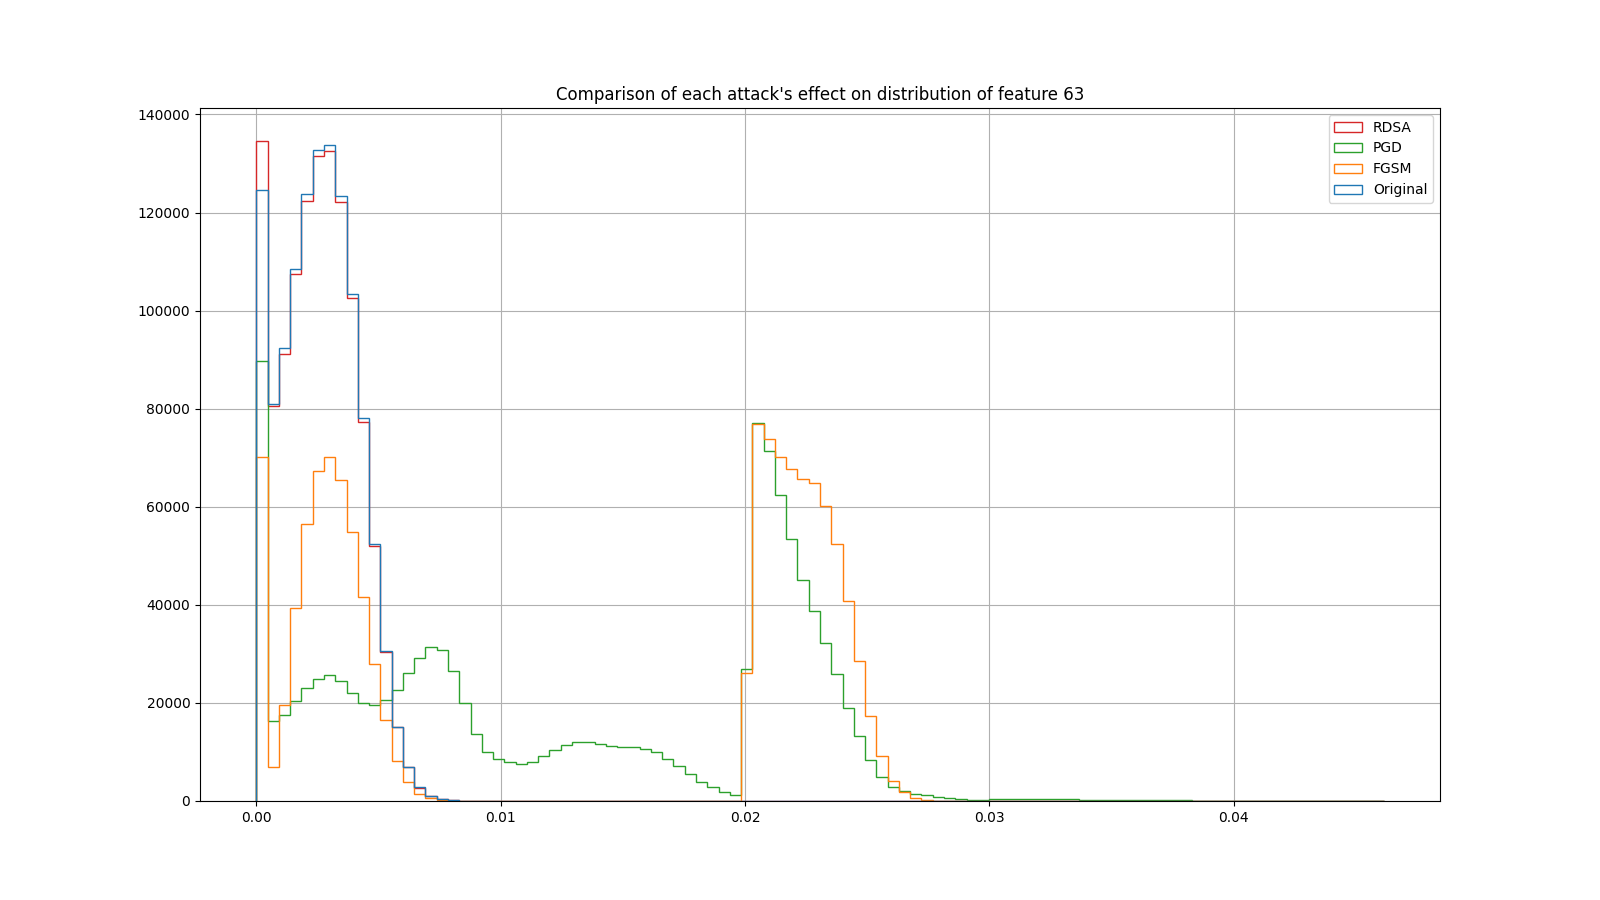 Comparison of each attack's effect on distribution of feature 63
140000
120000
100000
80000
60000
40000
20000
0
0.00 0.01 0.02 0.03 0.04
RDSA
PGD
FGSM
Original